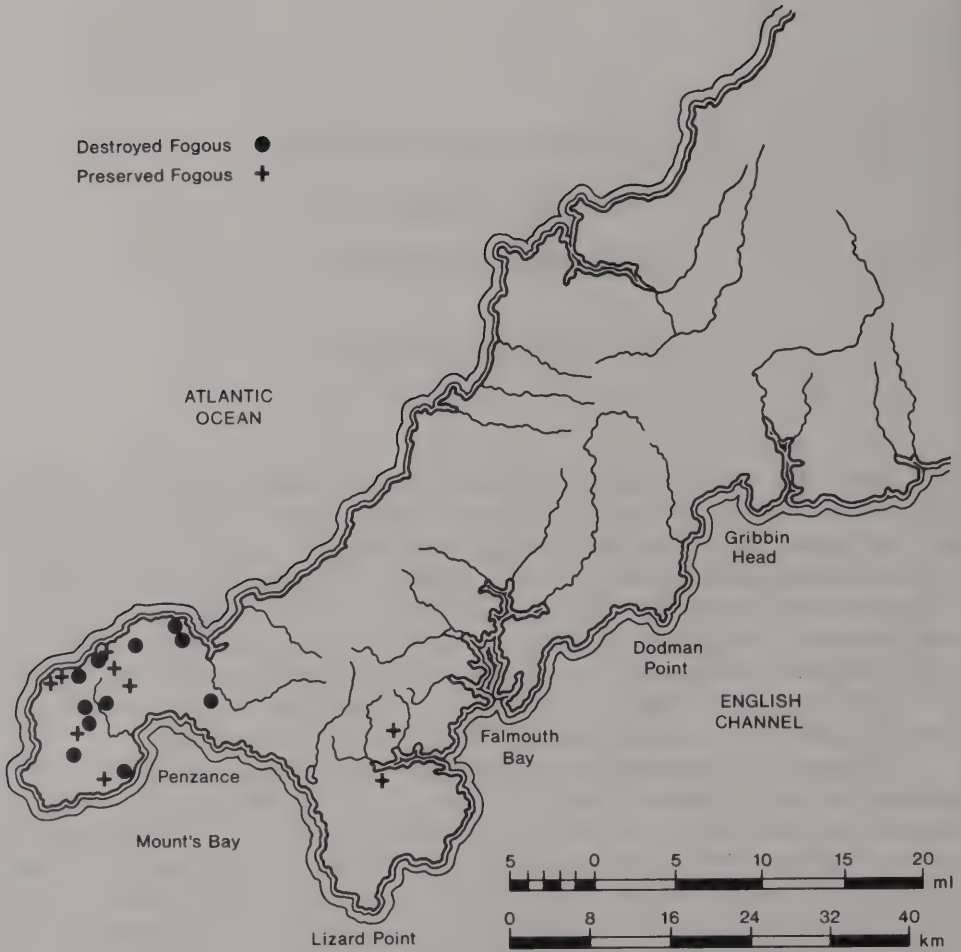 Destroyed Fogous
Preserved Fogous
ATLANTIC
OCEAN
Gribbin
Head
Dodman
Point
ENGLISH
CHANNEL
Falmouth
Bay
Penzance
Mount's Bay
Lizard Point
5 0 5 10 15 20
ml
0 8 16 24 32 40
km